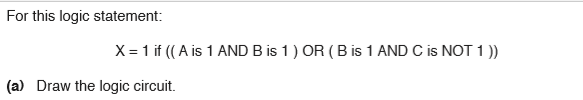 For this logic statement:
X = 1 if (( A is 1 AND B is 1 ) OR ( B is 1 AND C is NOT 1 ))
(a) Draw the logic circuit.